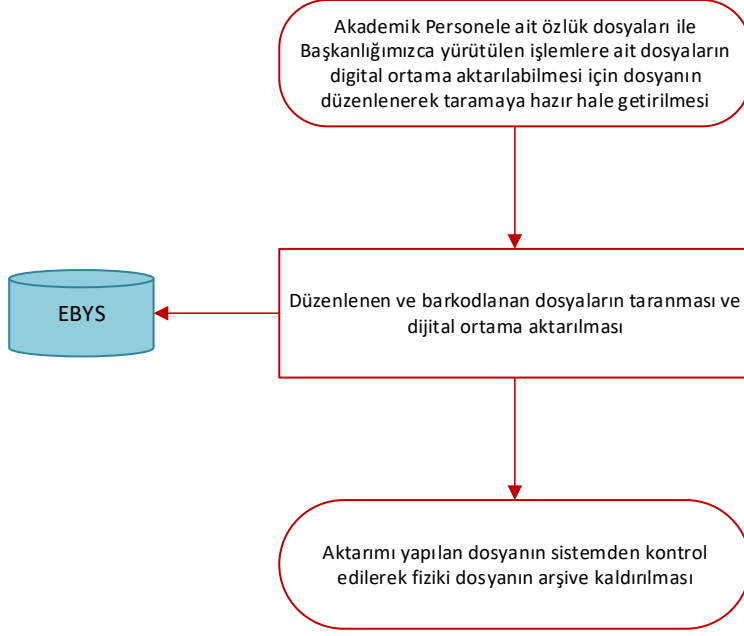 Akademik Personele ait özlük dosyaları ile
Başkanlığımızca yürütülen işlemlere ait dosyaların
digital ortama aktarılabilmesi için dosyanın
düzenlenerek taramaya hazır hale getirilmesi
EBYS
Düzenlenen ve barkodlanan dosyaların taranması ve
dijital ortama aktarılması
Aktarımı yapılan dosyanın sistemden kontrol
edilerek fiziki dosyanın arşive kaldırılması